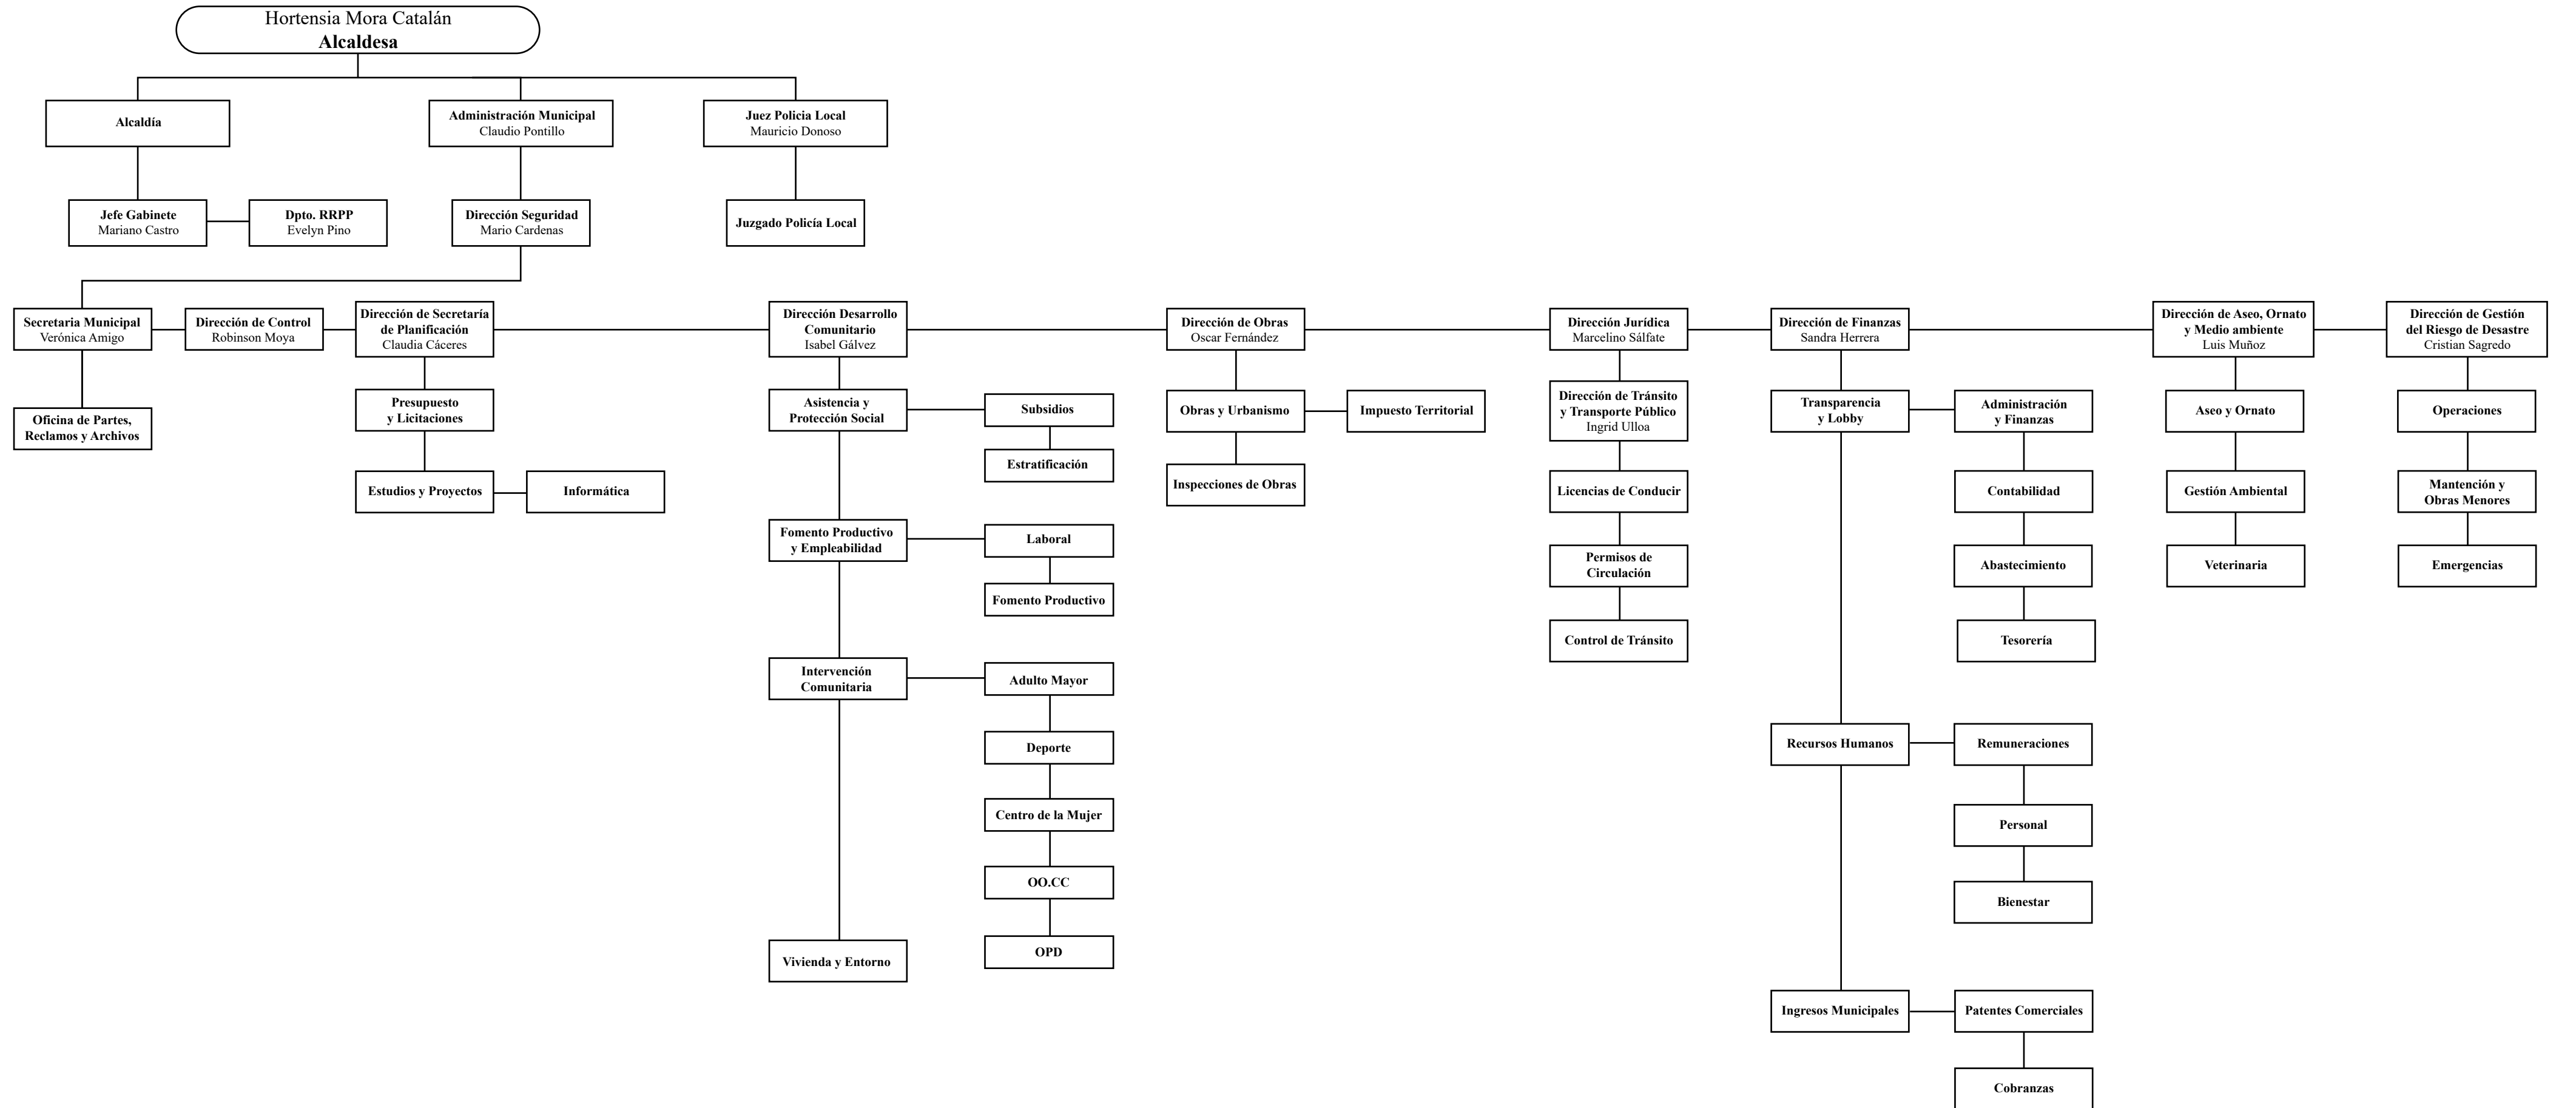 Hortensia Mora Catalán
Alcaldesa
Alcaldía
Administración Municipal
Claudio Pontillo
Juez Policia Local
Mauricio Donoso
Jefe Gabinete
Mariano Castro
Dpto. RRPP
Evelyn Pino
Dirección Seguridad
Mario Cardenas
Juzgado Policía Local
Secretaria Municipal
Verónica Amigo
Dirección de Control
Robinson Moya
Dirección de Secretaría
de Planificación
Claudia Cáceres
Dirección Desarrollo
Comunitario
Isabel Gálvez
Dirección de Obras
Oscar Fernández
Dirección Jurídica
Marcelino Sálfate
Dirección de Finanzas
Sandra Herrera
Dirección de Aseo, Ornato
y Medio ambiente
Luis Muñoz
Dirección de Gestión
del Riesgo de Desastre
Cristian Sagredo
Oficina de Partes,
Reclamos y Archivos
Presupuesto
y Licitaciones
Estudios y Proyectos
Informática
Asistencia y
Protección Social
Subsidios
Estratificación
Fomento Productivo
y Empleabilidad
Laboral
Fomento Productivo
Intervención
Comunitaria
Adulto Mayor
Deporte
Centro de la Mujer
OO.CC
OPD
Vivienda y Entorno
Obras y Urbanismo
Impuesto Territorial
Inspecciones de Obras
Dirección de Tránsito
y Transporte Público
Ingrid Ulloa
Licencias de Conducir
Permisos de
Circulación
Control de Tránsito
Transparencia
y Lobby
Administración
y Finanzas
Contabilidad
Abastecimiento
Tesorería
Recursos Humanos
Remuneraciones
Personal
Bienestar
Ingresos Municipales
Patentes Comerciales
Cobranzas
Aseo y Ornato
Gestión Ambiental
Veterinaria
Operaciones
Mantención y
Obras Menores
Emergencias